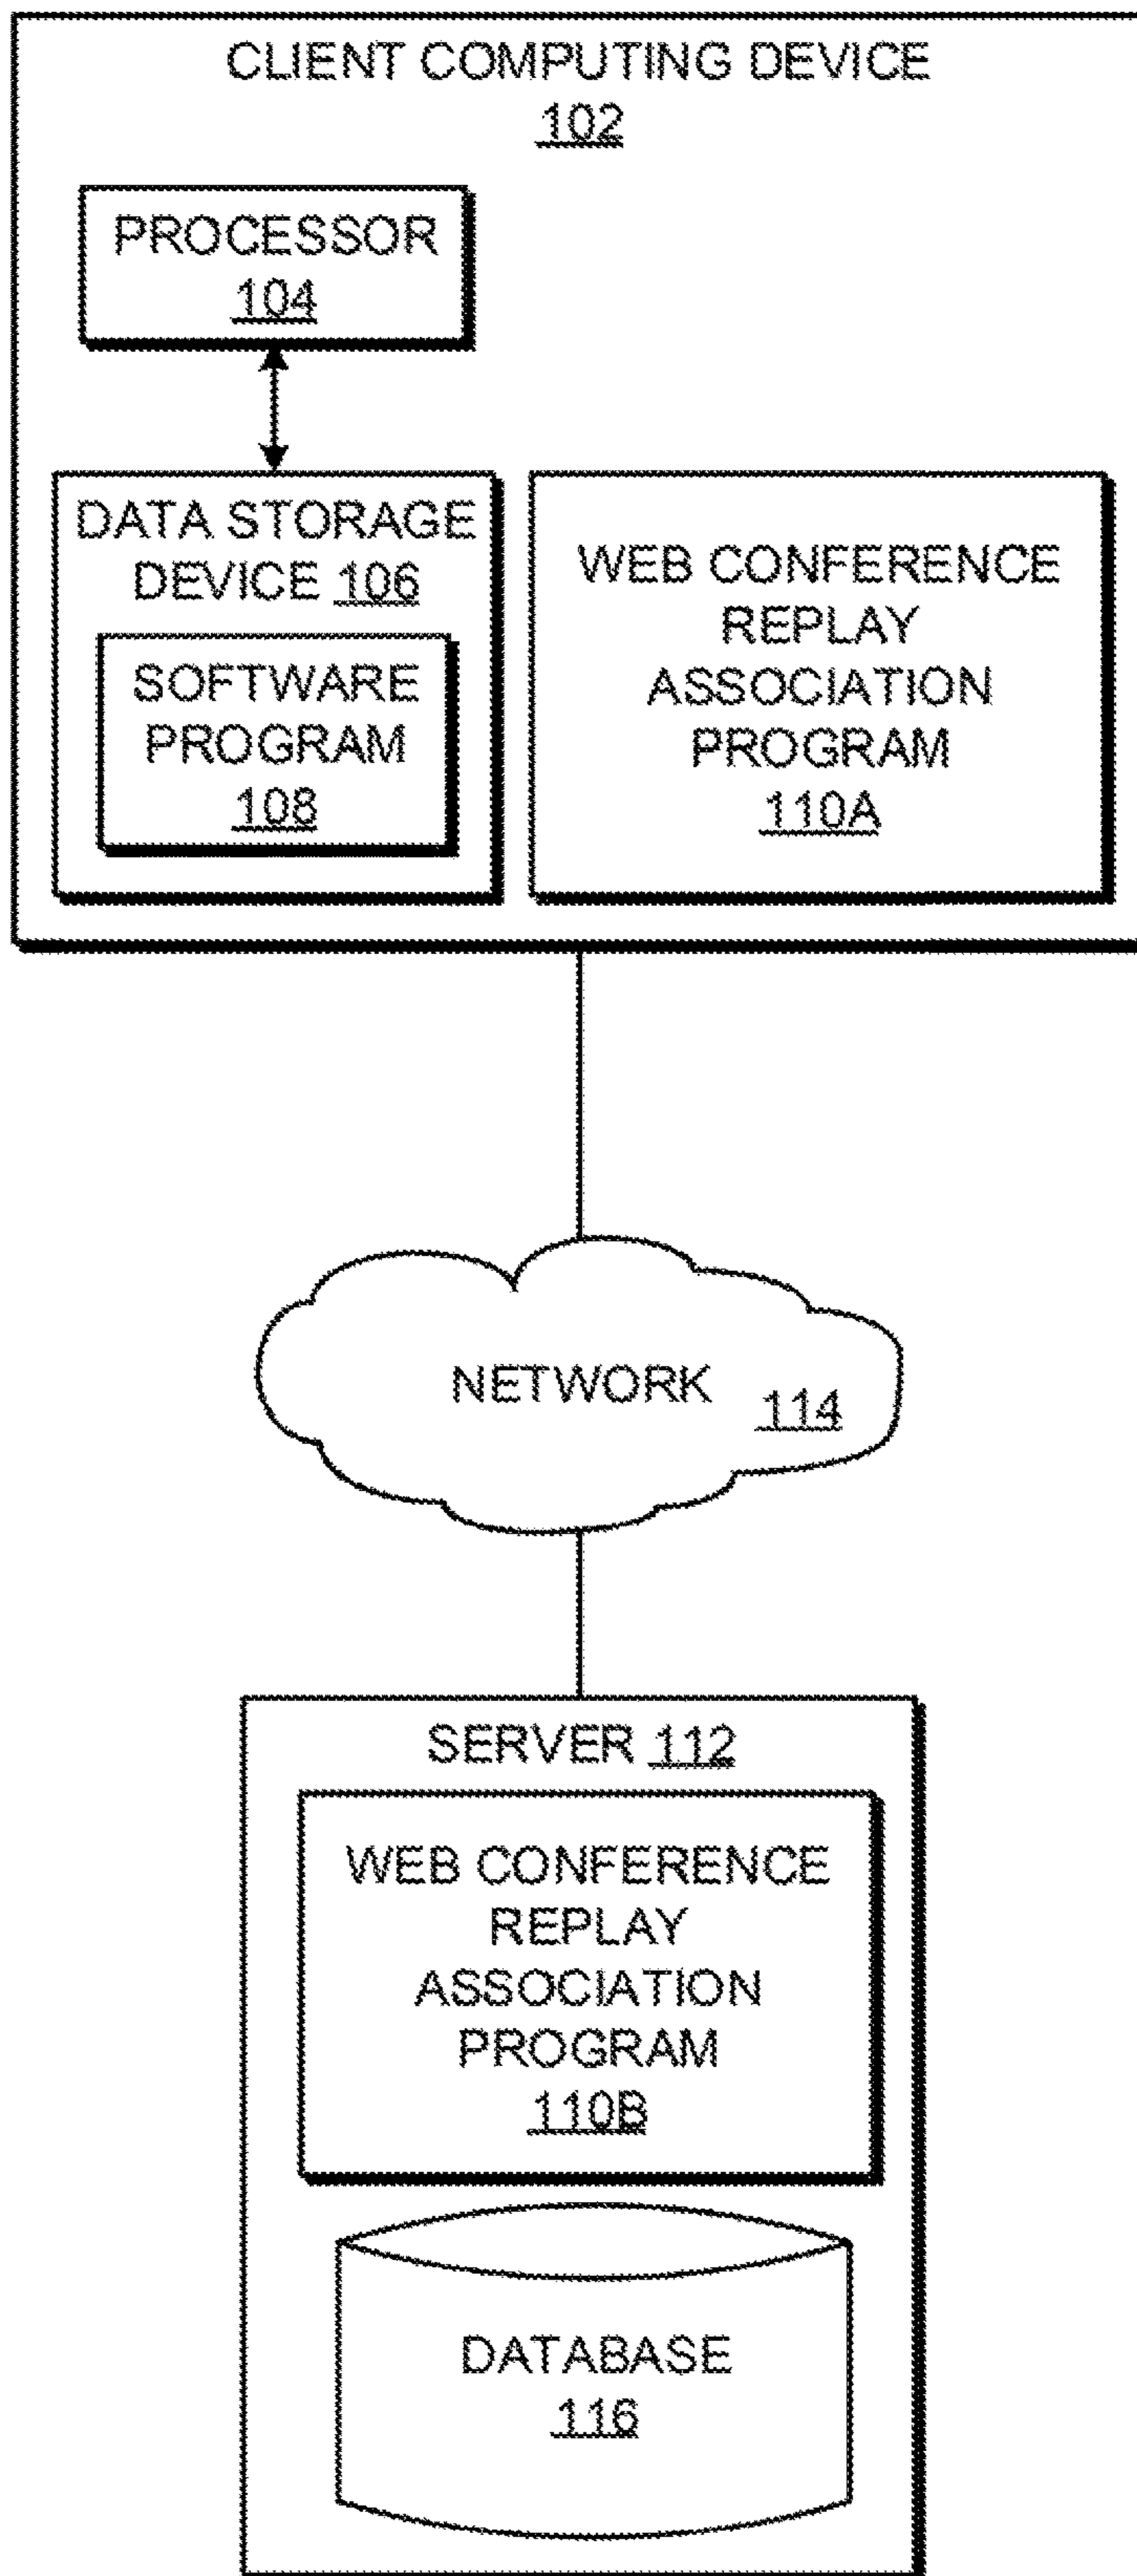 CLIENT COMPUTING DEVICE
102
PROCESSOR
104
DATA STORAGE
DEVICE 106
SOFTWARE
PROGRAM
108
WEB CONFERENCE
REPLAY
ASSOCIATION
PROGRAM
110A
NETWORK 114
SERVER 112
WEB CONFERENCE
REPLAY
ASSOCIATION
PROGRAM
110B
DATABASE
116